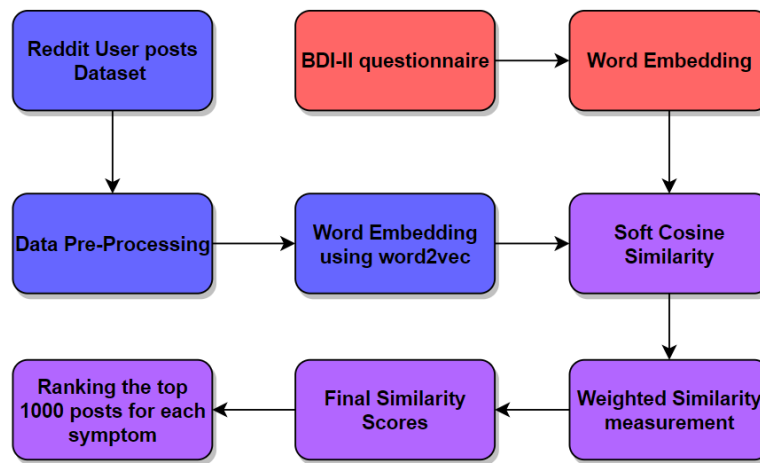 Reddit User posts
Dataset
BDI-II questionnaire
Word Embedding
Data Pre-Processing
Word Embedding
using word2vec
Soft Cosine
Similarity
Ranking the top
1000 posts for each
symptom
Final Similarity
Scores
Weighted Similarity
measurement